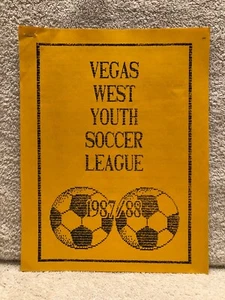 VEGAS
WEST
YOUTH
SOCCER
LEAGUE
1987/88